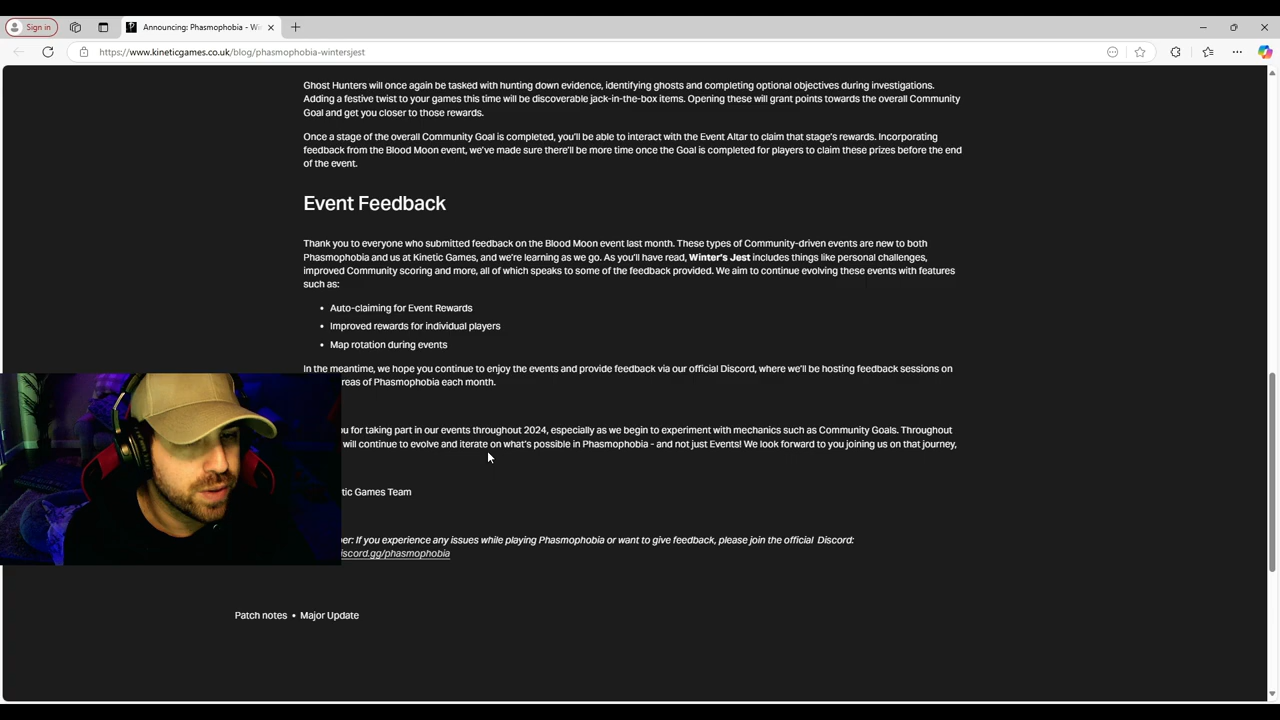 Sign in
Announcing: Phasmophobia - Wi
https://www.kineticgames.co.uk/blog/phasmophobia-wintersjest
Ghost Hunters will once again be tasked with hunting down evidence, identifying ghosts and completing optional objectives during investigations.
Adding a festive twist to your games this time will be discoverable jack-in-the-box items. Opening these will grant points towards the overall Community
Goal and get you closer to those rewards.
Once a stage of the overall Community Goal is completed, you'll be able to interact with the Event Altar to claim that stage's rewards. Incorporating
feedback from the Blood Moon event, we've made sure there'll be more time once the Goal is completed for players to claim these prizes before the end
of the event.
Event Feedback
Thank you to everyone who submitted feedback on the Blood Moon event last month. These types of Community-driven events are new to both
Phasmophobia and us at Kinetic Games, and we're learning as we go. As you'll have read, Winter's Jest includes things like personal challenges,
improved Community scoring and more, all of which speaks to some of the feedback provided. We aim to continue evolving these events with features
such as:
• Auto-claiming for Event Rewards
• Improved rewards for individual players
• Map rotation during events
In the meantime, we hope you continue to enjoy the events and provide feedback via our official Discord, where we'll be hosting feedback sessions on
reas of Phasmophobia each month.
ou for taking part in our events throughout 2024, especially as we begin to experiment with mechanics such as Community Goals. Throughout
will continue to evolve and iterate on what's possible in Phasmophobia - and not just Events! We look forward to you joining us on that journey,
tic Games Team
ber: If you experience any issues while playing Phasmophobia or want to give feedback, please join the official Discord:
iscord.gg/phasmophobia
Patch notes • Major Update